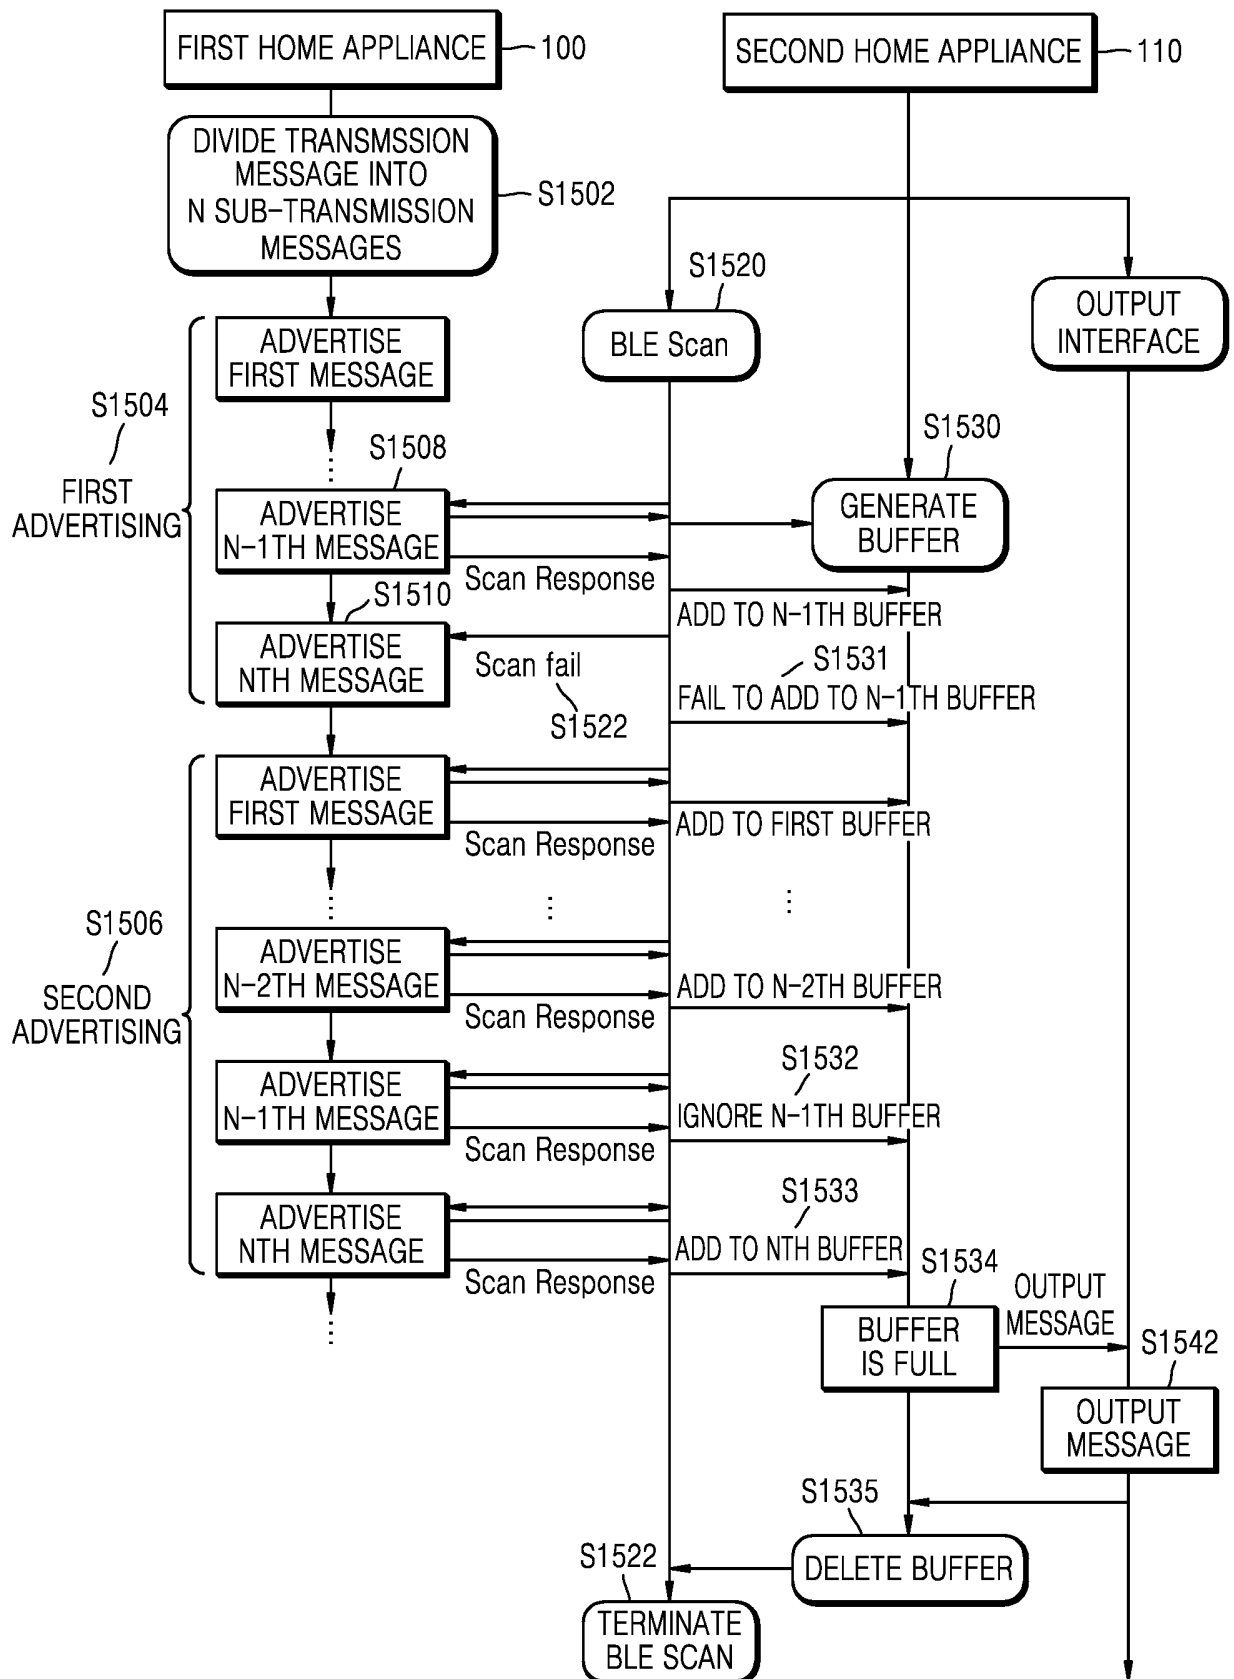 FIRST HOME APPLIANCE
100
SECOND HOME APPLIANCE
110
DIVIDE TRANSMSSION
MESSAGE INTO
N SUB-TRANSMISSION
MESSAGES
S1502
S1520
BLE Scan
OUTPUT
INTERFACE
ADVERTISE
FIRST MESSAGE
S1504
FIRST
ADVERTISING
S1508
ADVERTISE
N-1TH MESSAGE
Scan Response
S1530
GENERATE
BUFFER
ADD TO N-1TH BUFFER
S1510
ADVERTISE
NTH MESSAGE
Scan fail
S1522
S1531
FAIL TO ADD TO N-1TH BUFFER
ADVERTISE
FIRST MESSAGE
Scan Response
ADD TO FIRST BUFFER
S1506
SECOND
ADVERTISING
ADVERTISE
N-2TH MESSAGE
Scan Response
ADD TO N-2TH BUFFER
ADVERTISE
N-1TH MESSAGE
Scan Response
S1532
IGNORE N-1TH BUFFER
ADVERTISE
NTH MESSAGE
Scan Response
S1533
ADD TO NTH BUFFER
S1534
BUFFER
IS FULL
OUTPUT
MESSAGE
S1542
OUTPUT
MESSAGE
S1535
DELETE BUFFER
S1522
TERMINATE
BLE SCAN